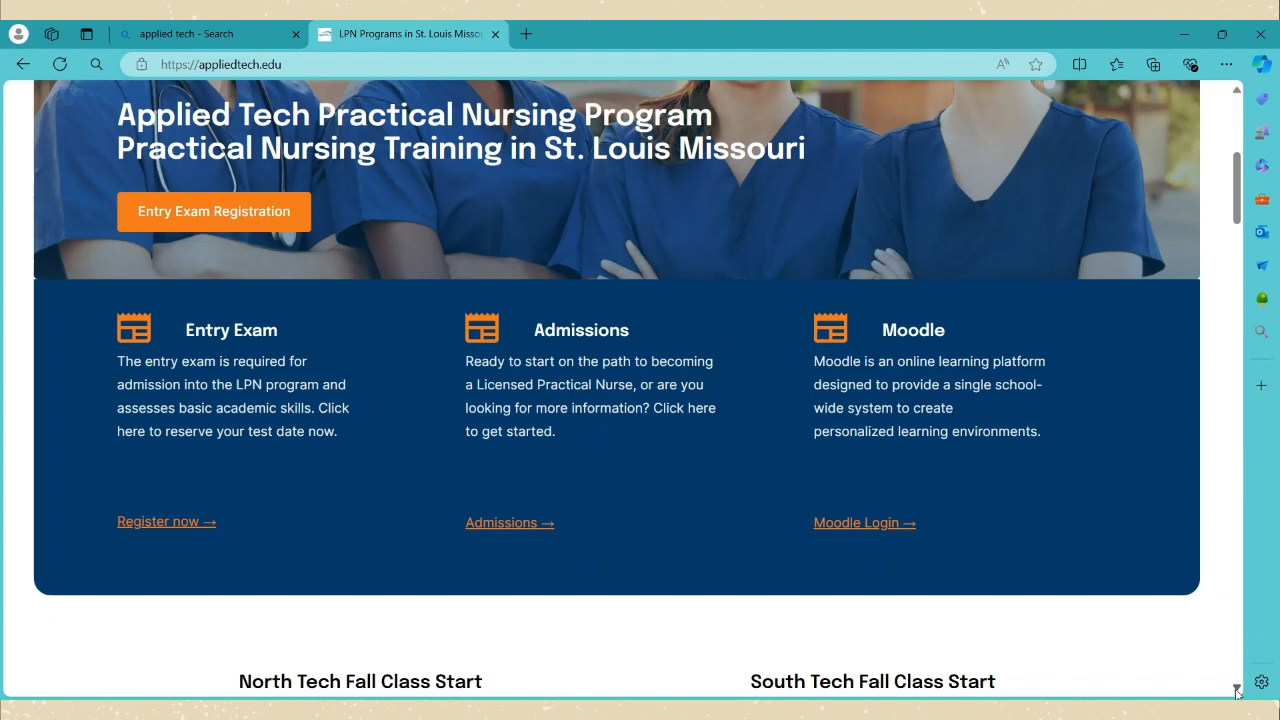 applied tech - Search
LPN Programs in St. Louis Missou
https://appliedtech.edu
Applied Tech Practical Nursing Program
Practical Nursing Training in St. Louis Missouri
Entry Exam Registration
Entry Exam
The entry exam is required for
admission into the LPN program and
assesses basic academic skills. Click
here to reserve your test date now.
Register now →
Admissions
Ready to start on the path to becoming
a Licensed Practical Nurse, or are you
looking for more information? Click here
to get started.
Admissions →
Moodle
Moodle is an online learning platform
designed to provide a single school-
wide system to create
personalized learning environments.
Moodle Login →
North Tech Fall Class Start
South Tech Fall Class Start